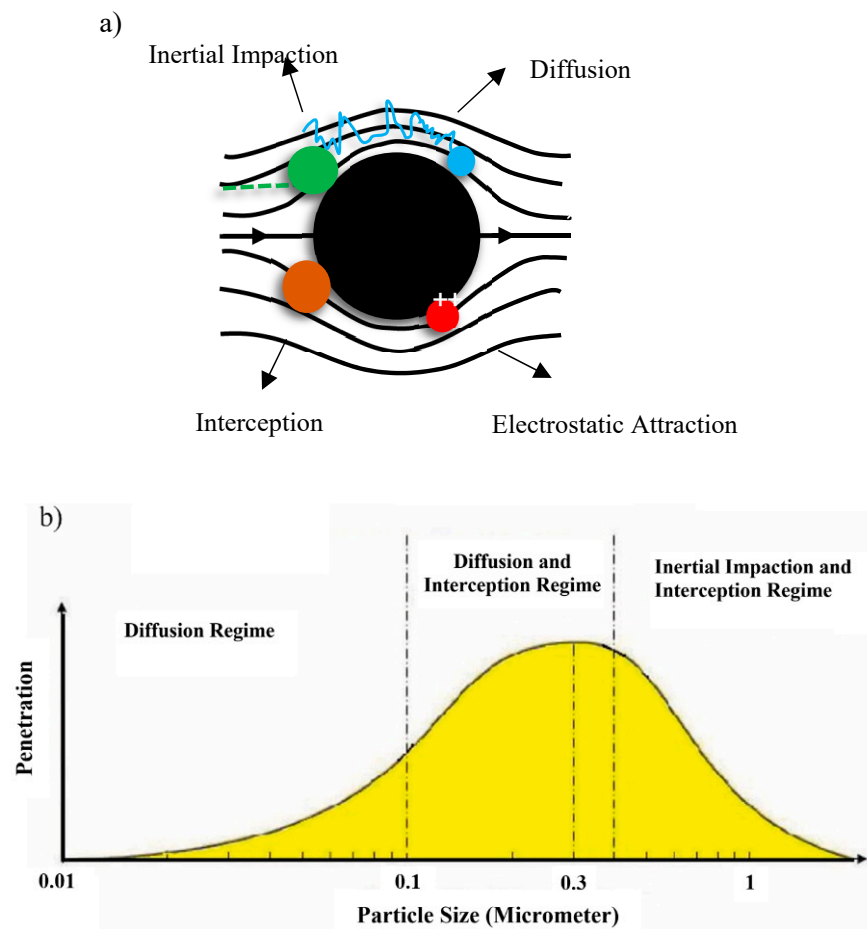 a)
Inertial Impaction
Diffusion
++
Interception
Electrostatic Attraction
b)
Diffusion and
Interception Regime
Inertial Impaction and
Interception Regime
Diffusion Regime
Penetration
0.01
0.1
0.3
1
Particle Size (Micrometer)